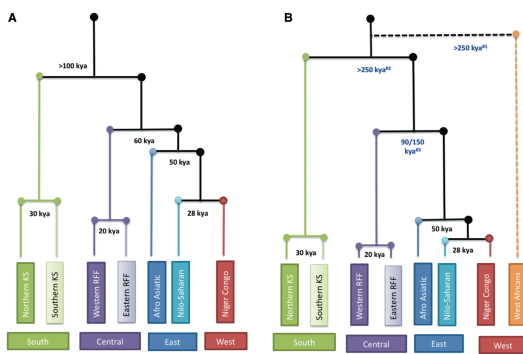 A
>100 kya
60 kya
50 kya
30 kya
20 kya
28 kya
Northern KS
Southern KS
Western RFF
Eastern RFF
Afro Asiatic
Nilo-Saharan
Niger Congo
South
Central
East
West
B
>250 kya#1
>250 kya#2
90/150
kya#3
50 kya
30 kya
20 kya
28 kya
Northern KS
Southern KS
Western RFF
Eastern RFF
Afro Asiatic
Nilo-Saharan
Niger Congo
West Africans
South
Central
East
West